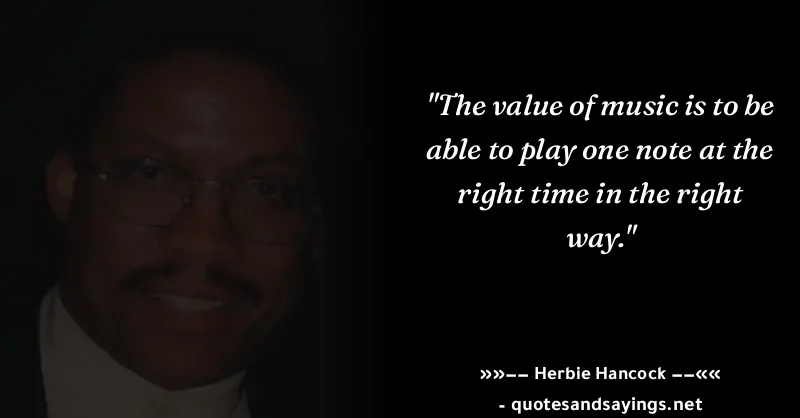 "The value of music is to be
able to play one note at the
right time in the right
way."
»»—— Herbie Hancock ——««
- quotesandsayings.net